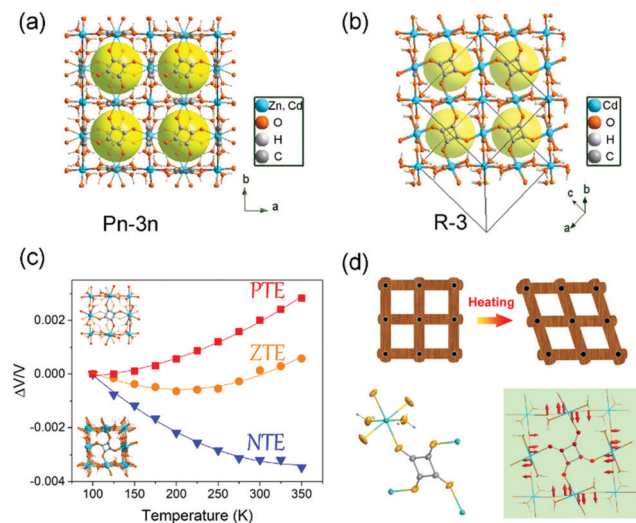 (a)
Zn, Cd
O
H
C
b
a
Pn-3n
(b)
Cd
O
H
C
c
b
a
R-3
(c)
ΔV/V
0.002
0.000
-0.002
-0.004
PTE
ZTE
NTE
100 150 200 250 300 350
Temperature (K)
(d)
Heating